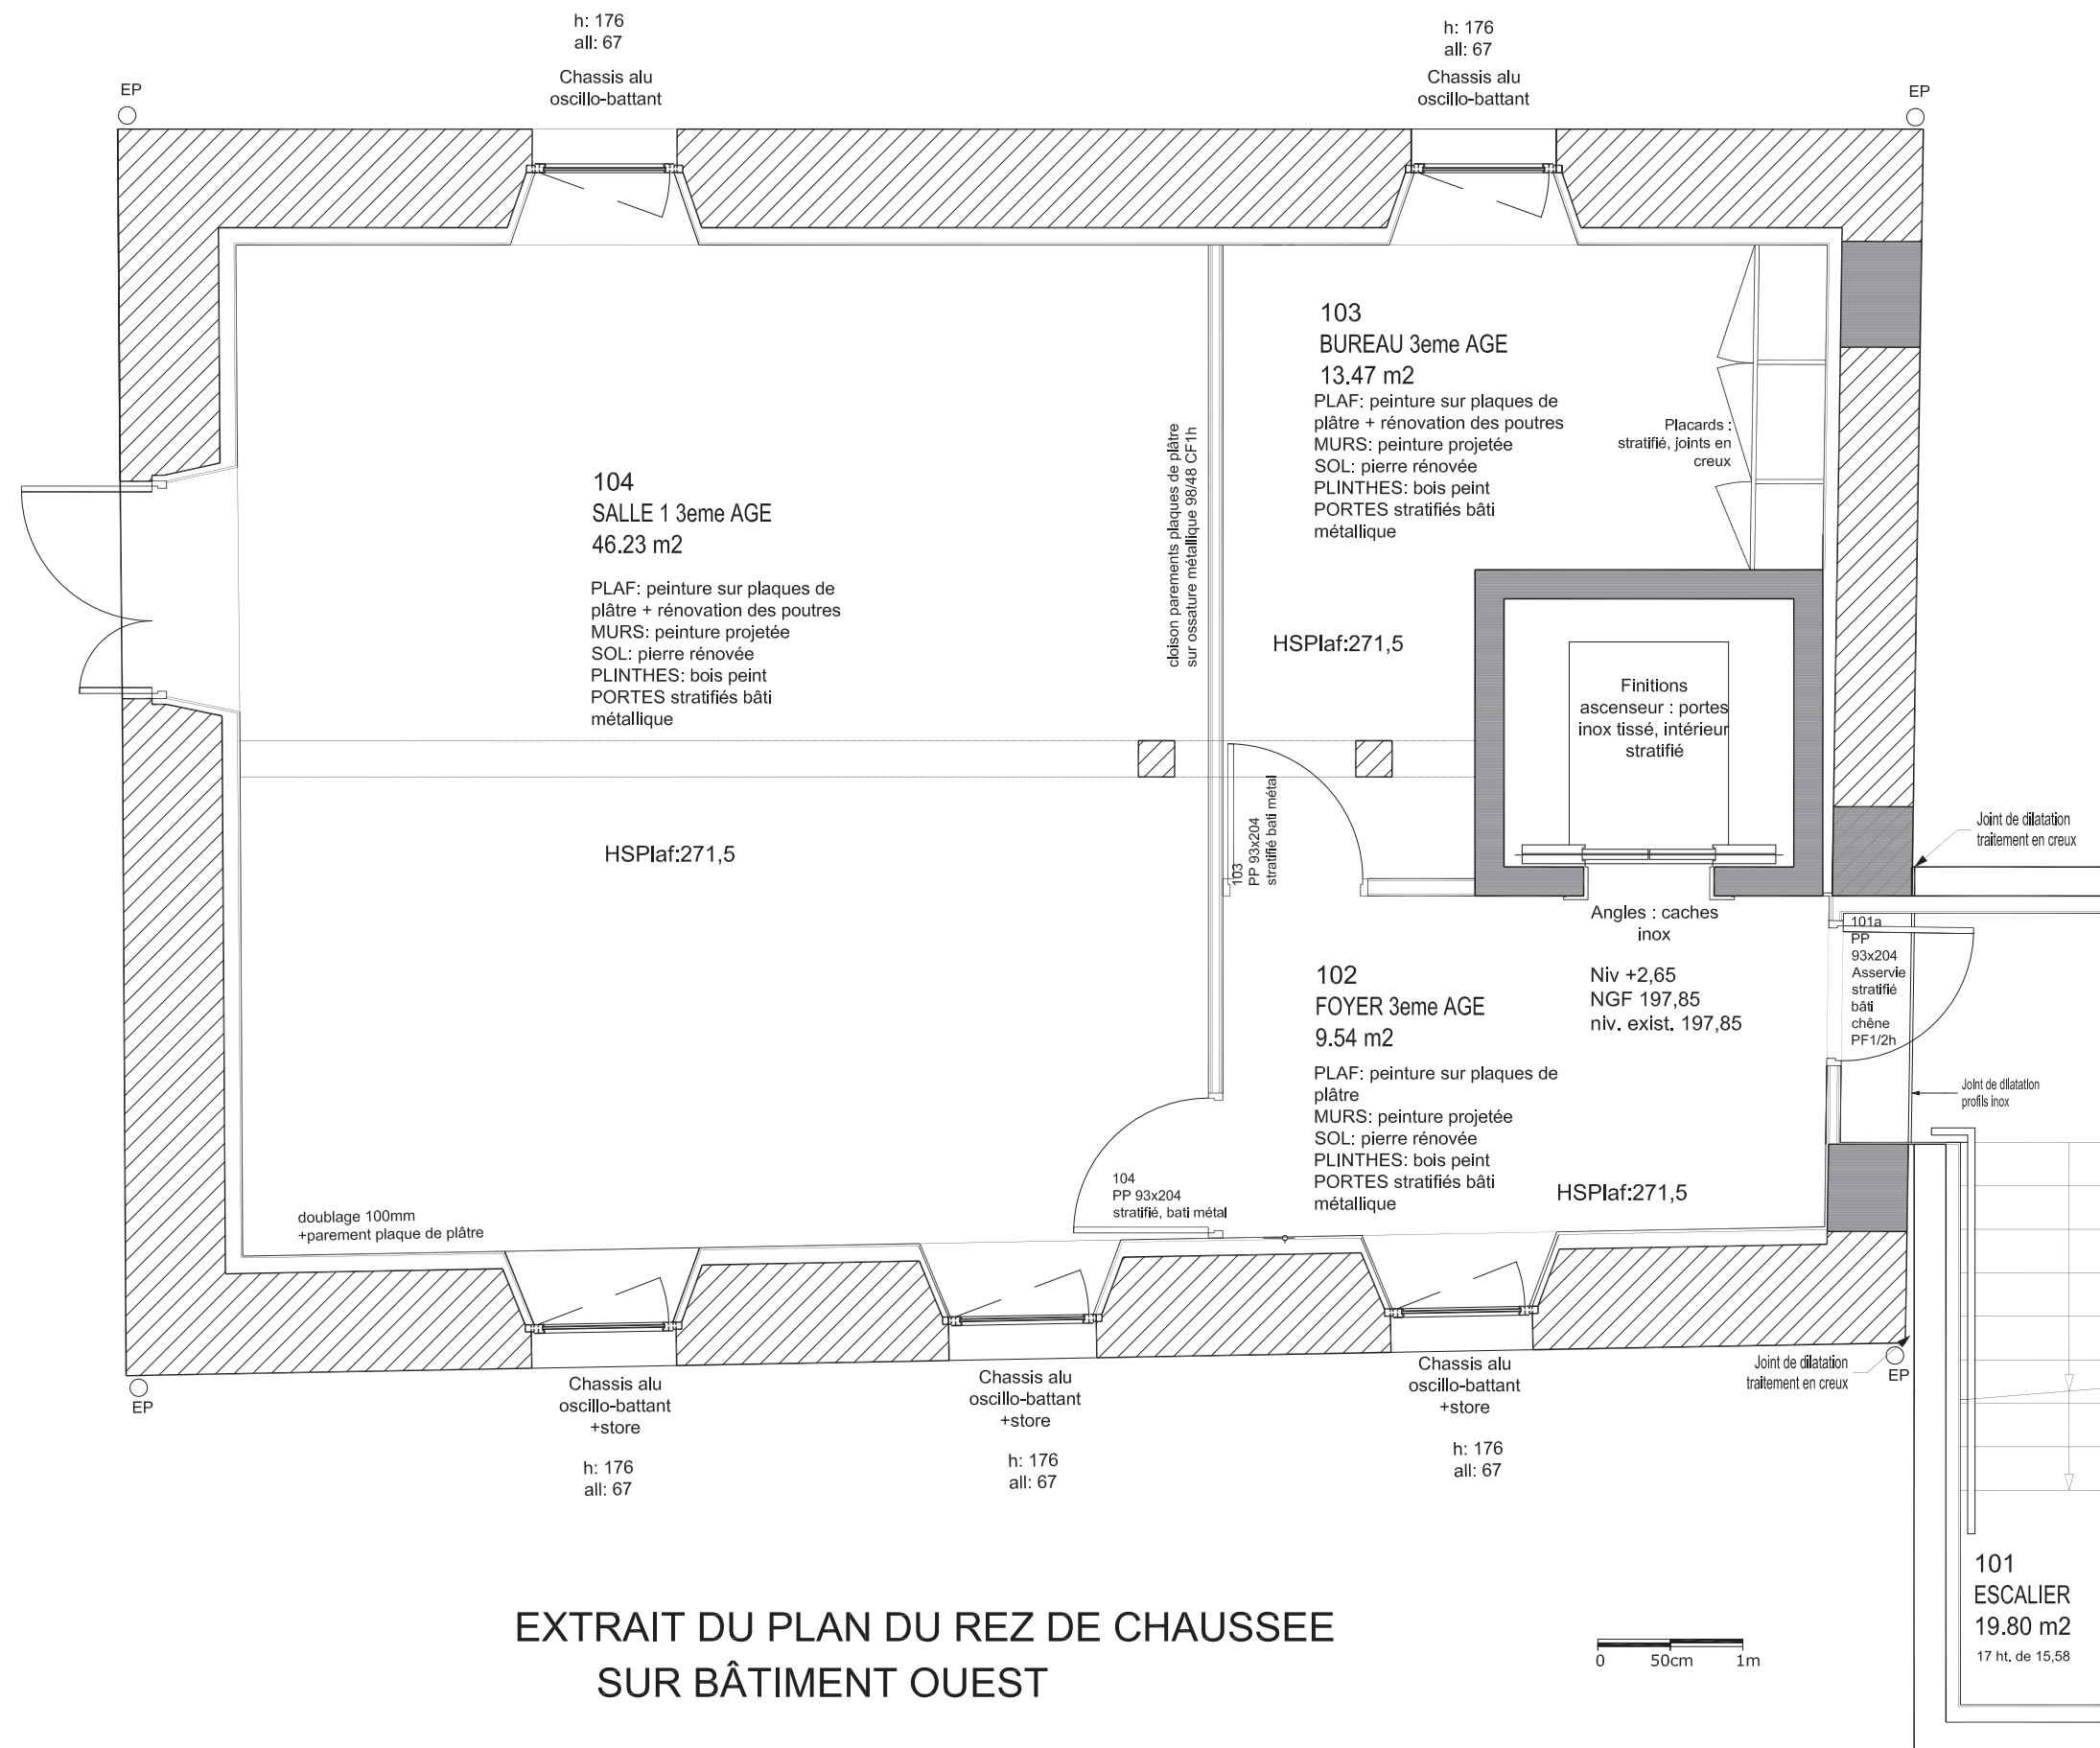 h: 176
all: 67
Chassis alu
oscillo-battant
h: 176
all: 67
Chassis alu
oscillo-battant
EP
EP
103
BUREAU 3eme AGE
13.47 m2
PLAF: peinture sur plaques de
plâtre + rénovation des poutres
MURS: peinture projetée
SOL: pierre rénovée
PLINTHES: bois peint
PORTES stratifiés bâti
métallique
Placards :
stratifié, joints en
creux
cloison parements plaques de plâtre
sur ossature métallique 98/48 CF1h
104
SALLE 1 3eme AGE
46.23 m2
PLAF: peinture sur plaques de
plâtre + rénovation des poutres
MURS: peinture projetée
SOL: pierre rénovée
PLINTHES: bois peint
PORTES stratifiés bâti
métallique
HSPlaf:271,5
Finitions
ascenseur : portes
inox tissé, intérieur
stratifié
103
PP 93x204
stratifié bati métal
HSPlaf:271,5
Joint de dilatation
traitement en creux
Angles : caches
inox
Niv +2,65
NGF 197,85
niv. exist. 197,85
101a
PP
93x204
Asservie
stratifié
bâti
chêne
PF1/2h
102
FOYER 3eme AGE
9.54 m2
PLAF: peinture sur plaques de
plâtre
MURS: peinture projetée
SOL: pierre rénovée
PLINTHES: bois peint
PORTES stratifiés bâti
métallique
HSPlaf:271,5
Joint de dilatation
profils inox
104
PP 93x204
stratifié, bati métal
doublage 100mm
+parement plaque de plâtre
EP
Chassis alu
oscillo-battant
+store
h: 176
all: 67
Chassis alu
oscillo-battant
+store
h: 176
all: 67
Chassis alu
oscillo-battant
+store
h: 176
all: 67
Joint de dilatation
traitement en creux
EP
101
ESCALIER
19.80 m2
17 ht. de 15,58
EXTRAIT DU PLAN DU REZ DE CHAUSSEE
SUR BÂTIMENT OUEST
0 50cm 1m